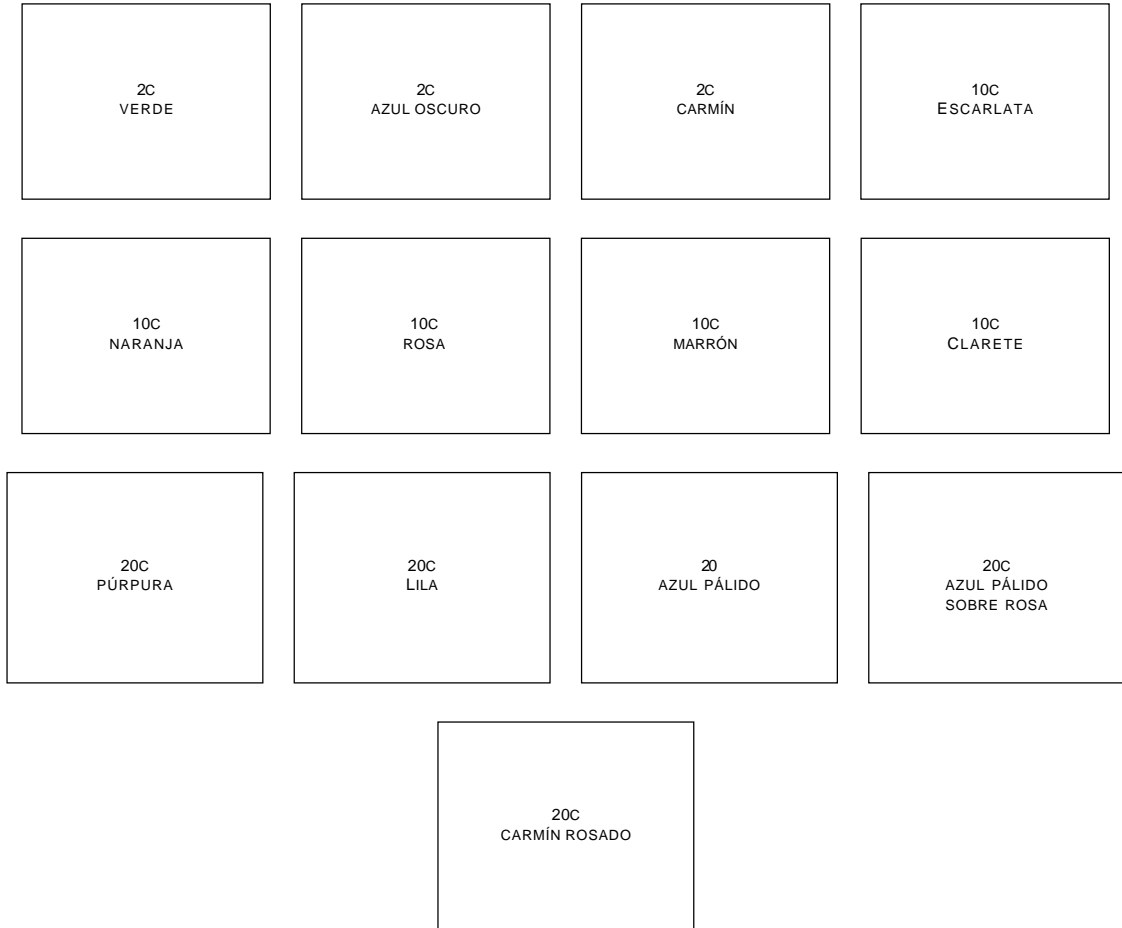 2C
VERDE
2C
AZUL OSCURO
2C
CARMÍN
10C
ESCARLATA
10C
NARANJA
10C
ROSA
10C
MARRÓN
10C
CLARETE
20C
PÚRPURA
20C
LILA
20
AZUL PÁLIDO
20C
AZUL PÁLIDO
SOBRE ROSA
20C
CARMÍN ROSADO